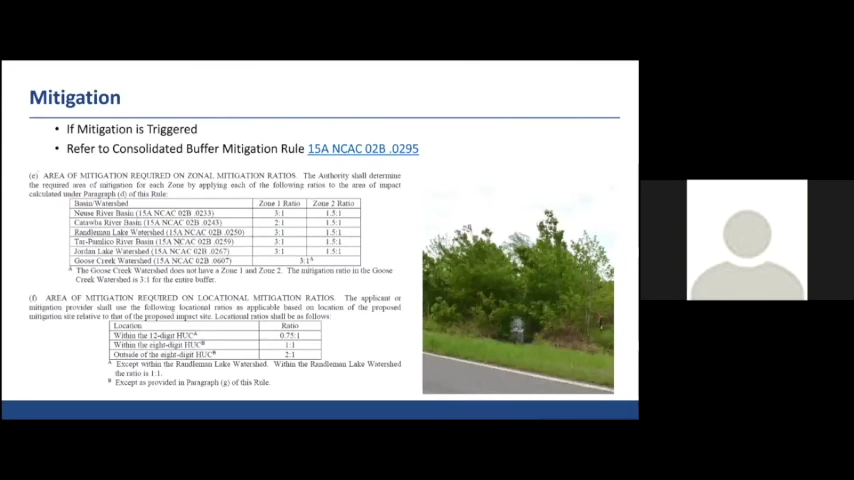 Mitigation
• If Mitigation is Triggered
• Refer to Consolidated Buffer Mitigation Rule 15A NCAC 02B .0295
(e) AREA OF MITIGATION REQUIRED ON ZONAL MITIGATION RATIOS. The Authority shall determine
the required area of mitigation for each Zone by applying each of the following ratios to the area of impact
calculated under Paragraph (d) of this Rule:
Basin/Watershed Zone 1 Ratio Zone 2 Ratio
Neuse River Basin (15A NCAC 02B .0233) 3:1 1.5:1
Catawba River Basin (15A NCAC 02B .0243) 2:1 1.5:1
Randleman Lake Watershed (15A NCAC 02B .0250) 3:1 1.5:1
Tar-Pamlico River Basin (15A NCAC 02B .0259) 3:1 1.5:1
Jordan Lake Watershed (15A NCAC 02B .0267) 3:1 1.5:1
Goose Creek Watershed (15A NCAC 02B .0607) 3:1A
A The Goose Creek Watershed does not have a Zone 1 and Zone 2. The mitigation ratio in the Goose
Creek Watershed is 3:1 for the entire buffer.
(f) AREA OF MITIGATION REQUIRED ON LOCATIONAL MITIGATION RATIOS. The applicant or
mitigation provider shall use the following locational ratios as applicable based on location of the proposed
mitigation site relative to that of the proposed impact site. Locational ratios shall be as follows:
Location Ratio
Within the 12-digit HUCA 0.75:1
Within the eight-digit HUCB 1:1
Outside of the eight-digit HUCB 2:1
A Except within the Randleman Lake Watershed. Within the Randleman Lake Watershed
the ratio is 1:1.
B Except as provided in Paragraph (g) of this Rule.